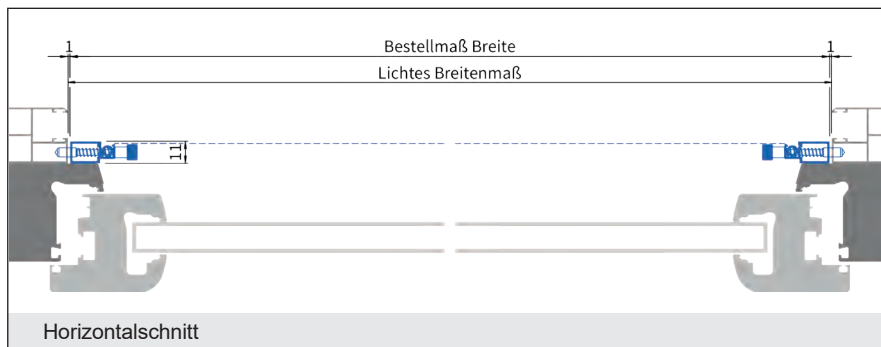 1 Bestellmaß Breite 1
Lichtes Breitenmaß
11
Horizontalschnitt